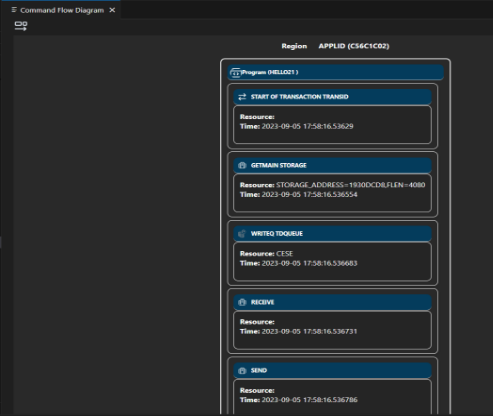 Command Flow Diagram
Region APPLID (C56C1C02)
Program (HELLO21 )
START OF TRANSACTION TRANSID
Resource:
Time: 2023-09-05 17:58:16.53629
GETMAIN STORAGE
Resource: STORAGE_ADDRESS=1930DCD8,FLEN=4080
Time: 2023-09-05 17:58:16.536554
WRITEQ TDQUEUE
Resource: CESE
Time: 2023-09-05 17:58:16.536683
RECEIVE
Resource:
Time: 2023-09-05 17:58:16.536731
SEND
Resource:
Time: 2023-09-05 17:58:16.536786